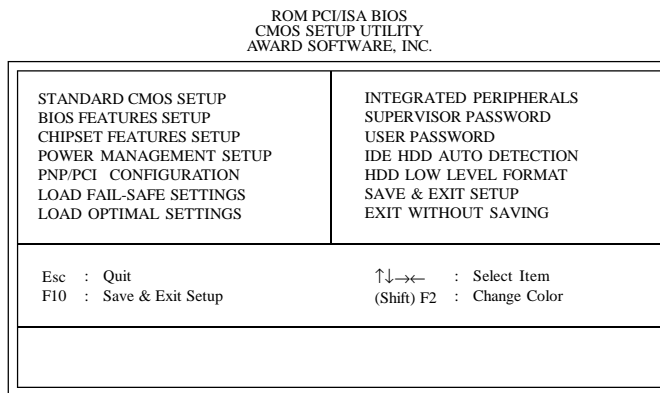 ROM PCI/ISA BIOS
CMOS SETUP UTILITY
AWARD SOFTWARE, INC.
STANDARD CMOS SETUP
BIOS FEATURES SETUP
CHIPSET FEATURES SETUP
POWER MANAGEMENT SETUP
PNP/PCI CONFIGURATION
LOAD FAIL-SAFE SETTINGS
LOAD OPTIMAL SETTINGS
INTEGRATED PERIPHERALS
SUPERVISOR PASSWORD
USER PASSWORD
IDE HDD AUTO DETECTION
HDD LOW LEVEL FORMAT
SAVE & EXIT SETUP
EXIT WITHOUT SAVING
Esc : Quit
F10 : Save & Exit Setup
↑↓→← : Select Item
(Shift) F2 : Change Color